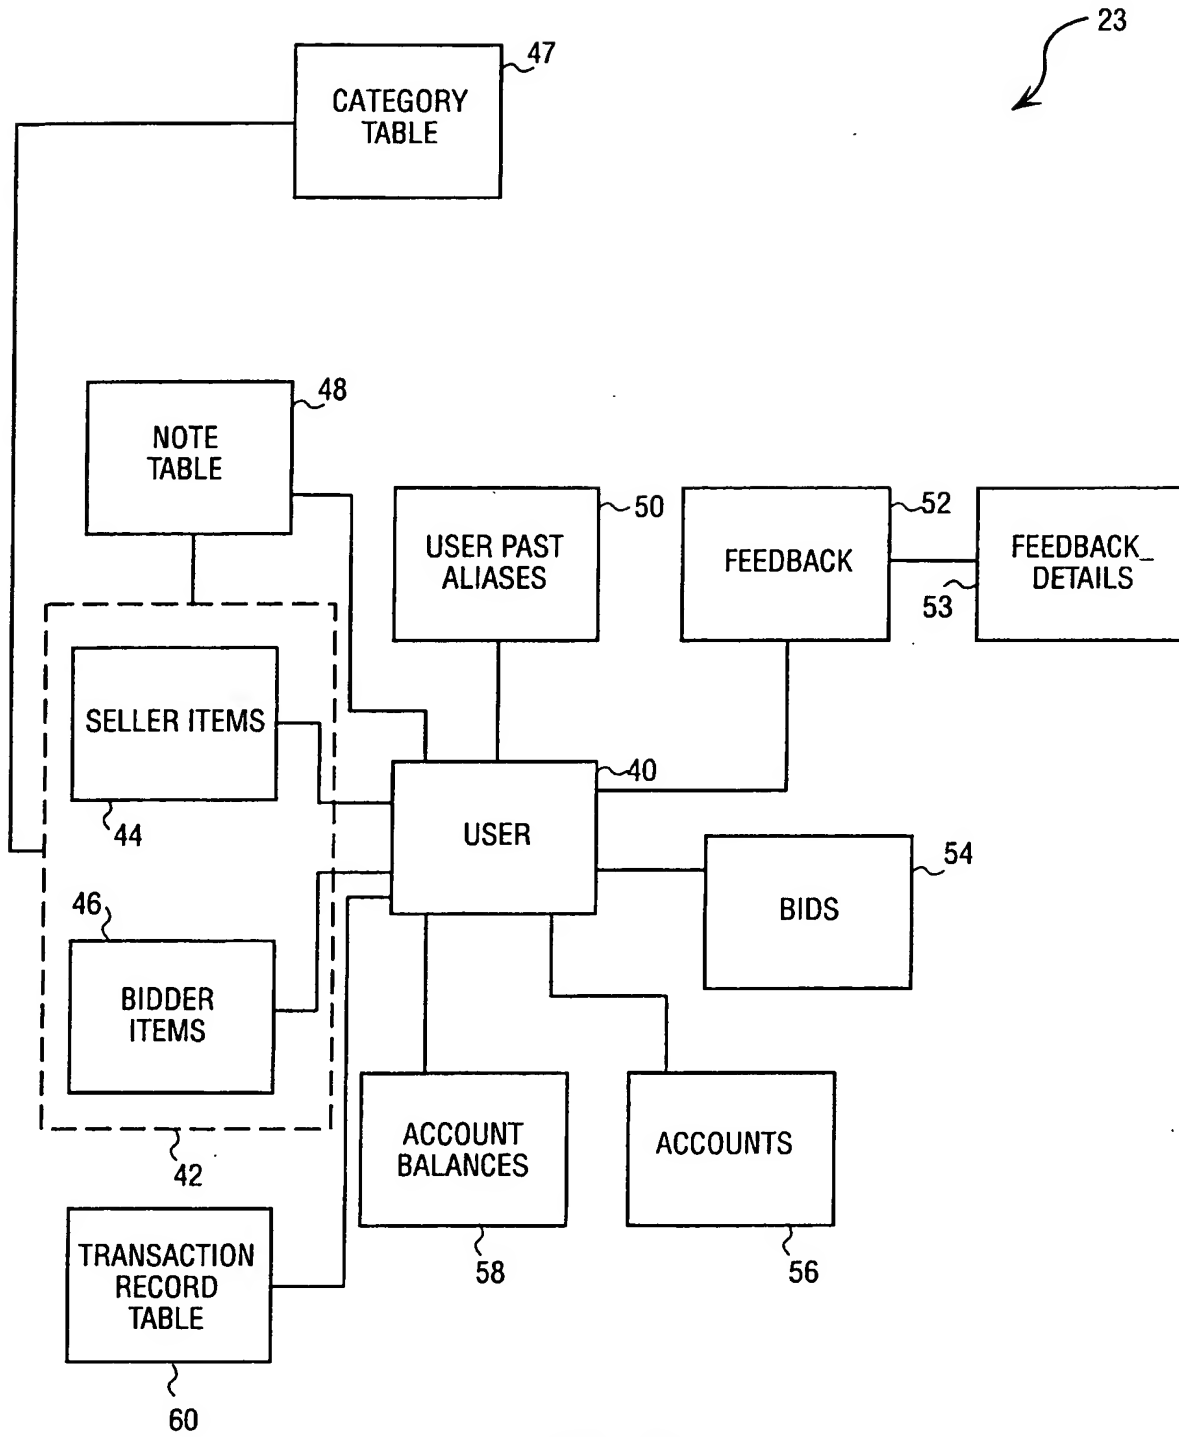 23
47
CATEGORY
TABLE
48
NOTE
TABLE
50
USER PAST
ALIASES
52
FEEDBACK
53
FEEDBACK_
DETAILS
SELLER ITEMS
44
40
USER
54
BIDS
46
BIDDER
ITEMS
42
ACCOUNT
BALANCES
58
ACCOUNTS
56
TRANSACTION
RECORD
TABLE
60